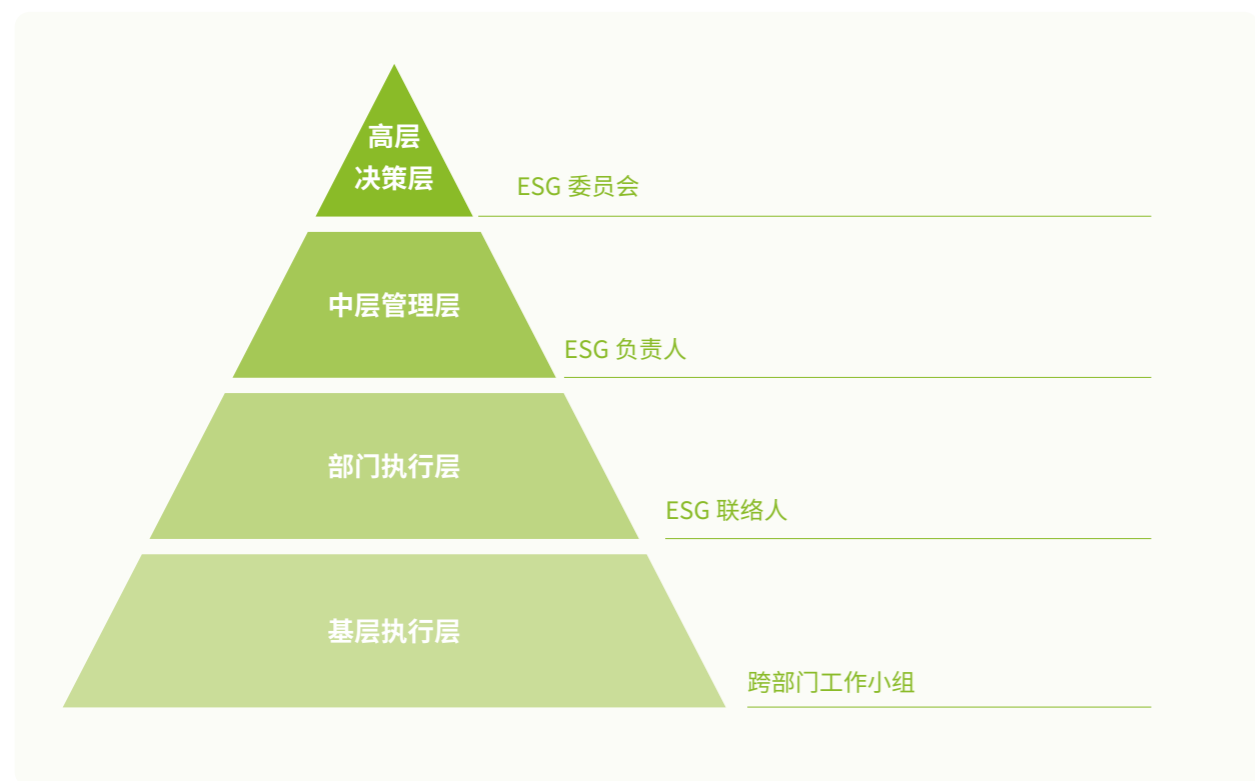 高层
决策层
ESG 委员会
中层管理层
ESG 负责人
部门执行层
ESG 联络人
基层执行层
跨部门工作小组